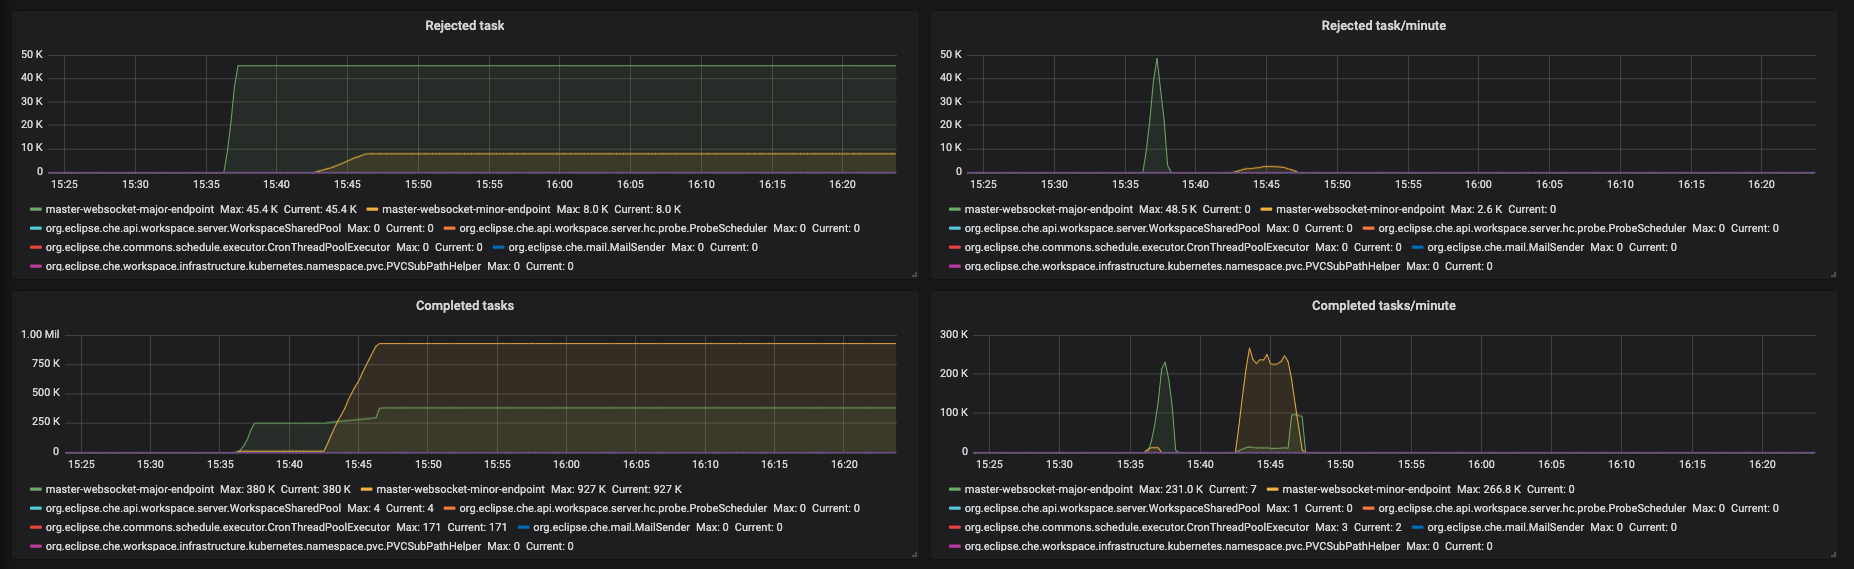 Rejected task
50 K
40 K
30 K
20 K
10 K
0
15:25 15:30 15:35 15:40 15:45 15:50 15:55 16:00 16:05 16:10 16:15 16:20
master-websocket-major-endpoint Max: 45.4 K Current: 45.4 K master-websocket-minor-endpoint Max: 8.0 K Current: 8.0 K
org.eclipse.che.api.workspace.server.WorkspaceSharedPool Max: 0 Current: 0 org.eclipse.che.api.workspace.server.hc.probe.ProbeScheduler Max: 0 Current: 0
org.eclipse.che.commons.schedule.executor.CronThreadPoolExecutor Max: 0 Current: 0 org.eclipse.che.mail.MailSender Max: 0 Current: 0
org.eclipse.che.workspace.infrastructure.kubernetes.namespace.pvc.PVCSubPathHelper Max: 0 Current: 0
Rejected task/minute
50 K
40 K
30 K
20 K
10 K
0
15:25 15:30 15:35 15:40 15:45 15:50 15:55 16:00 16:05 16:10 16:15 16:20
master-websocket-major-endpoint Max: 48.5 K Current: 0 master-websocket-minor-endpoint Max: 2.6 K Current: 0
org.eclipse.che.api.workspace.server.WorkspaceSharedPool Max: 0 Current: 0 org.eclipse.che.api.workspace.server.hc.probe.ProbeScheduler Max: 0 Current: 0
org.eclipse.che.commons.schedule.executor.CronThreadPoolExecutor Max: 0 Current: 0 org.eclipse.che.mail.MailSender Max: 0 Current: 0
org.eclipse.che.workspace.infrastructure.kubernetes.namespace.pvc.PVCSubPathHelper Max: 0 Current: 0
Completed tasks
1.00 Mil
750 K
500 K
250 K
0
15:25 15:30 15:35 15:40 15:45 15:50 15:55 16:00 16:05 16:10 16:15 16:20
master-websocket-major-endpoint Max: 380 K Current: 380 K master-websocket-minor-endpoint Max: 927 K Current: 927 K
org.eclipse.che.api.workspace.server.WorkspaceSharedPool Max: 4 Current: 4 org.eclipse.che.api.workspace.server.hc.probe.ProbeScheduler Max: 0 Current: 0
org.eclipse.che.commons.schedule.executor.CronThreadPoolExecutor Max: 171 Current: 171 org.eclipse.che.mail.MailSender Max: 0 Current: 0
org.eclipse.che.workspace.infrastructure.kubernetes.namespace.pvc.PVCSubPathHelper Max: 0 Current: 0
Completed tasks/minute
300 K
200 K
100 K
0
15:25 15:30 15:35 15:40 15:45 15:50 15:55 16:00 16:05 16:10 16:15 16:20
master-websocket-major-endpoint Max: 231.0 K Current: 7 master-websocket-minor-endpoint Max: 266.8 K Current: 0
org.eclipse.che.api.workspace.server.WorkspaceSharedPool Max: 1 Current: 0 org.eclipse.che.api.workspace.server.hc.probe.ProbeScheduler Max: 0 Current: 0
org.eclipse.che.commons.schedule.executor.CronThreadPoolExecutor Max: 3 Current: 2 org.eclipse.che.mail.MailSender Max: 0 Current: 0
org.eclipse.che.workspace.infrastructure.kubernetes.namespace.pvc.PVCSubPathHelper Max: 0 Current: 0